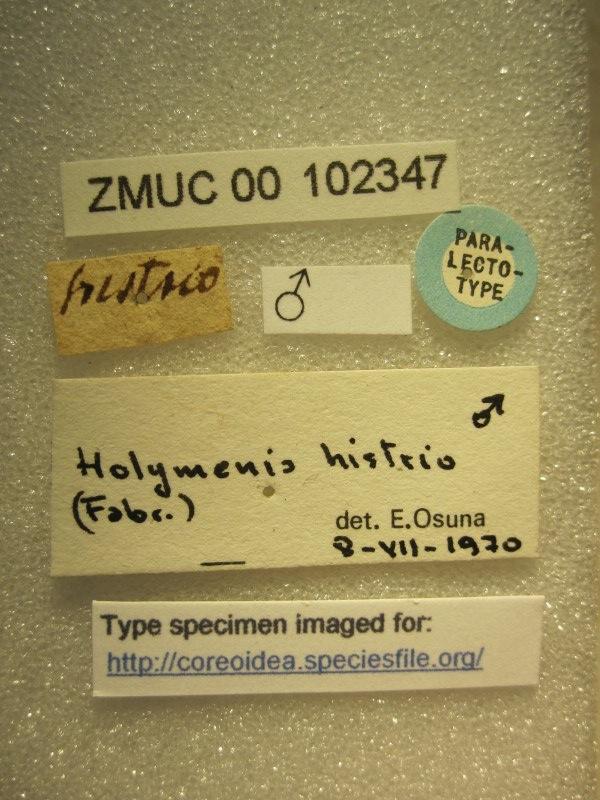 ZMUC 00 102347
histrio
♂
PARA-
LECTO-
TYPE
♂
Holymenia histrio
(Fabr.)
det. E.Osuna
8-VII-1970
Type specimen imaged for:
http://coreoidea.speciesfile.org/